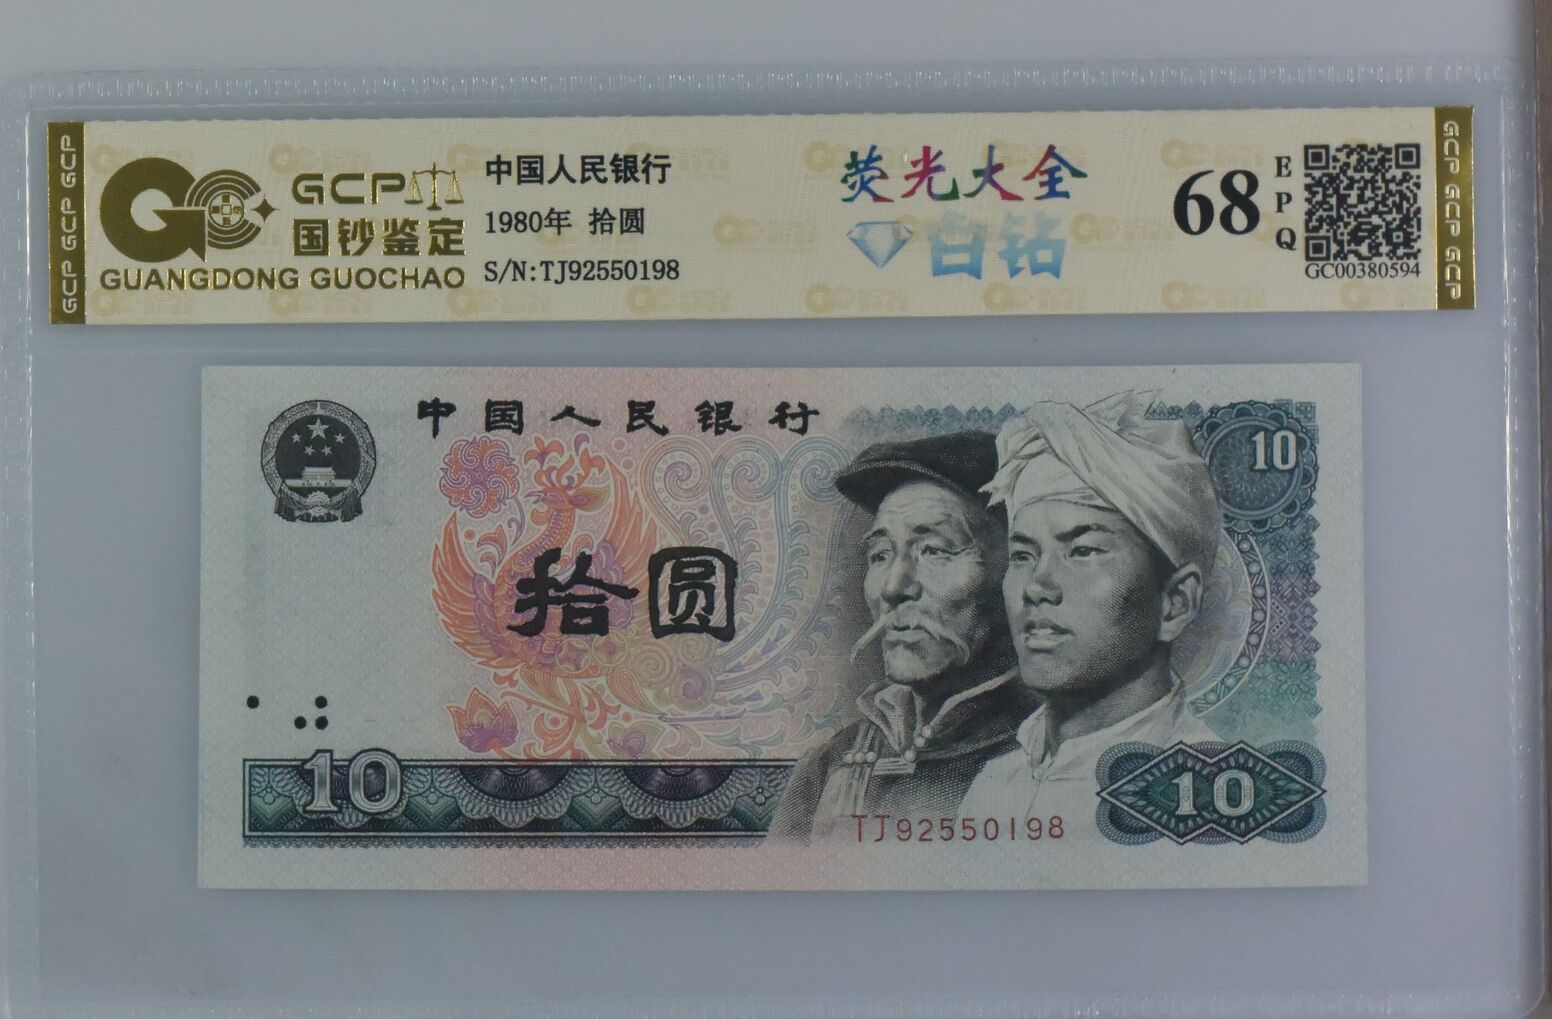 GCP GCP GCP
GCP
国钞鉴定
GUANGDONG GUOCHAO
中国人民银行
1980年 拾圆
S/N:TJ92550198
荧光大全
白钻
68
EPQ
GC00380594
GCP GCP GCP
中国人民银行
10
拾圆
10
10
TJ92550198